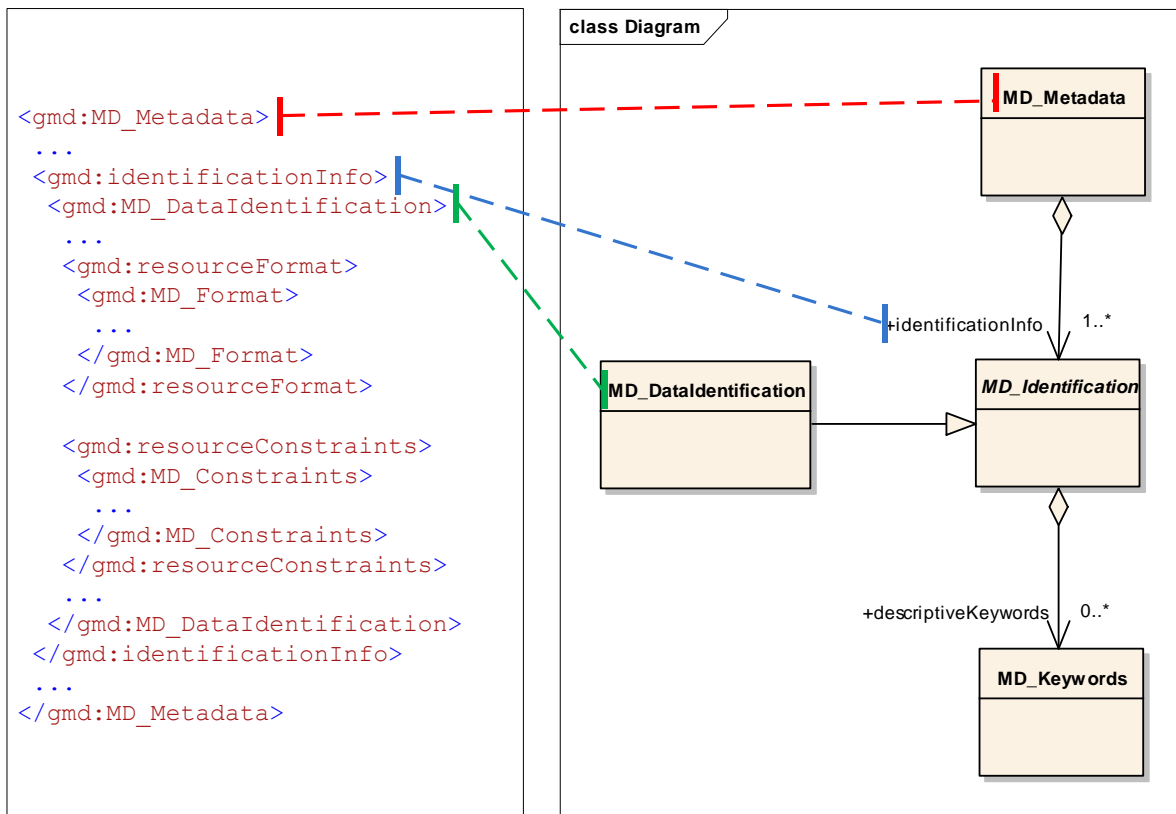 <gmd:MD_Metadata>
...
<gmd:identificationInfo>
<gmd:MD_DataIdentification>
...
<gmd:resourceFormat>
<gmd:MD_Format>
...
</gmd:MD_Format>
</gmd:resourceFormat>
<gmd:resourceConstraints>
<gmd:MD_Constraints>
...
</gmd:MD_Constraints>
</gmd:resourceConstraints>
...
</gmd:MD_DataIdentification>
</gmd:identificationInfo>
...
</gmd:MD_Metadata>
class Diagram
MD_Metadata
+identificationInfo 1..*
MD_DataIdentification
MD_Identification
+descriptiveKeywords 0..*
MD_Keywords